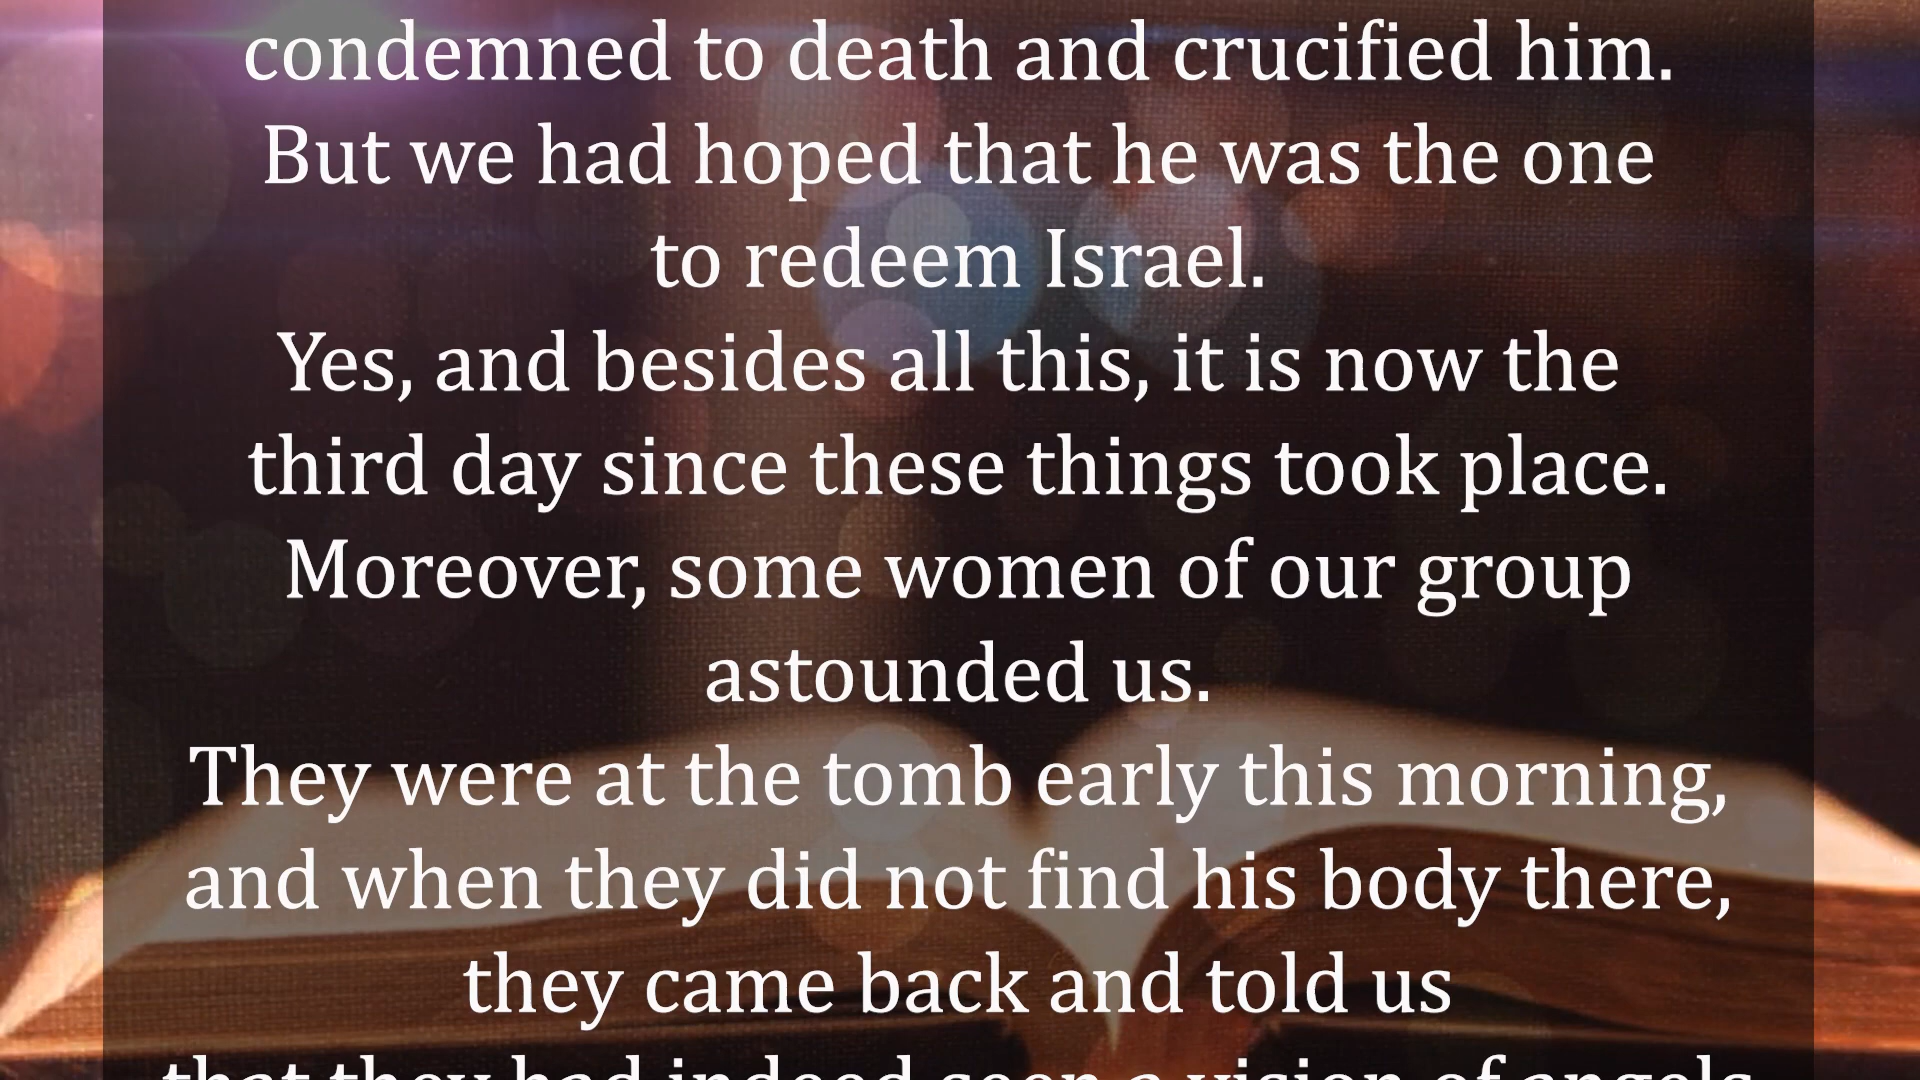 condemned to death and crucified him.
But we had hoped that he was the one
to redeem Israel.
Yes, and besides all this, it is now the
third day since these things took place.
Moreover, some women of our group
astounded us.
They were at the tomb early this morning,
and when they did not find his body there,
they came back and told us
that they had indeed seen a vision of angels